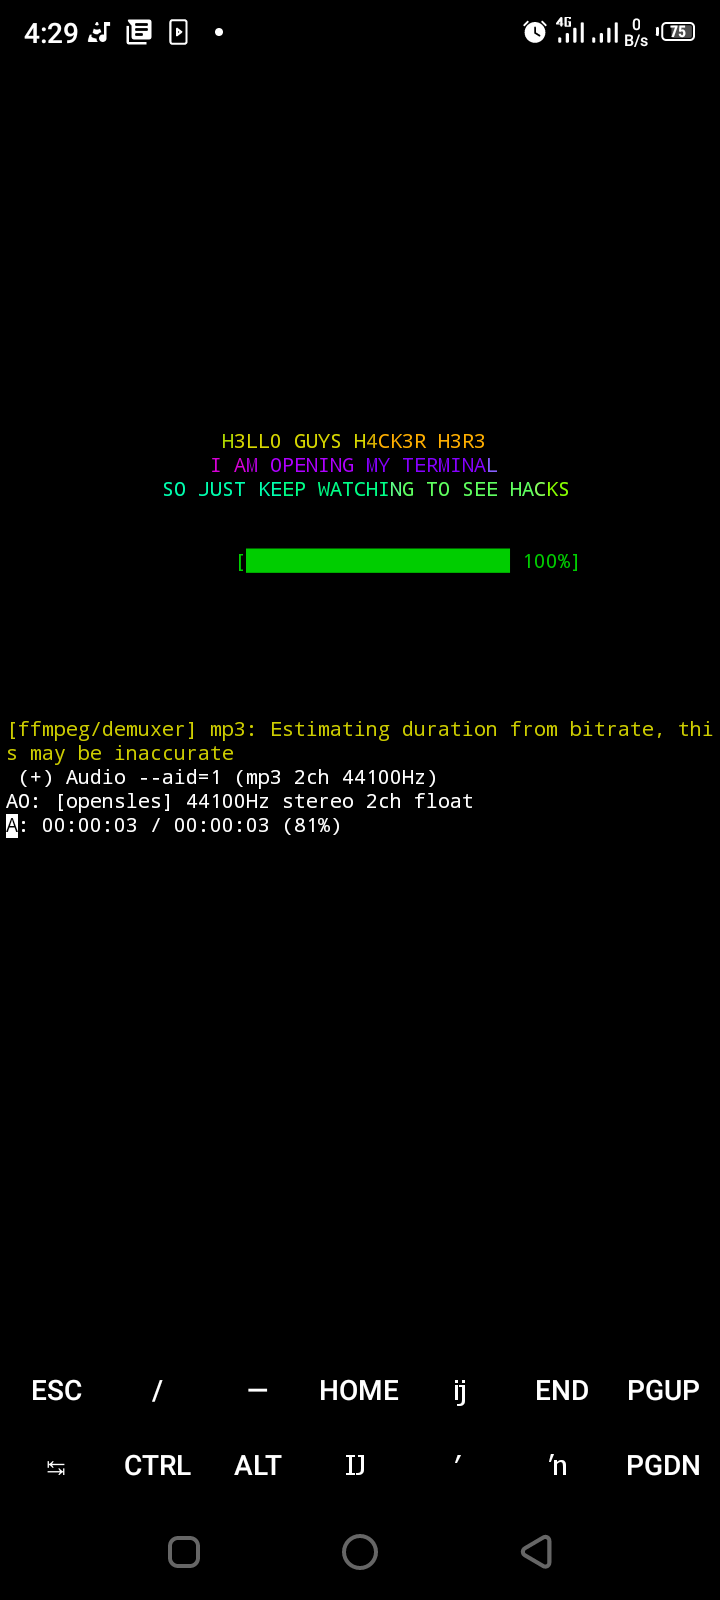 4:29
4G
0
B/s
75
H3LLO GUYS H4CK3R H3R3
I AM OPENING MY TERMINAL
SO JUST KEEP WATCHING TO SEE HACKS
[ 100%]
[ffmpeg/demuxer] mp3: Estimating duration from bitrate, thi
s may be inaccurate
(+) Audio --aid=1 (mp3 2ch 44100Hz)
AO: [opensles] 44100Hz stereo 2ch float
A: 00:00:03 / 00:00:03 (81%)
ESC / — HOME ĳ END PGUP
↹ CTRL ALT Ĳ ′ ŉ PGDN